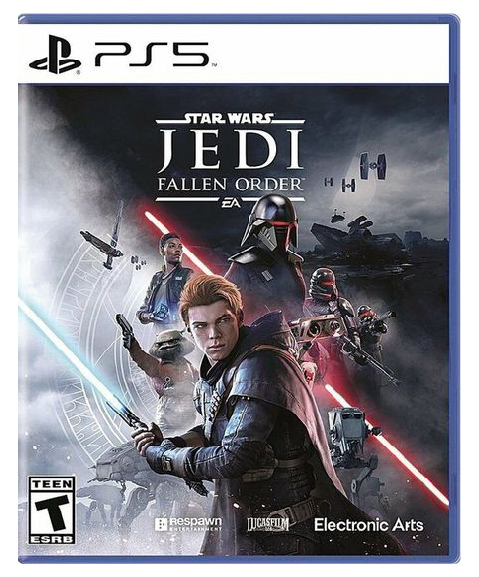 PS5
STAR WARS
JEDI
FALLEN ORDER
EA
TEEN
T
ESRB
Respawn
ENTERTAINMENT
LUCASFILM
Electronic Arts